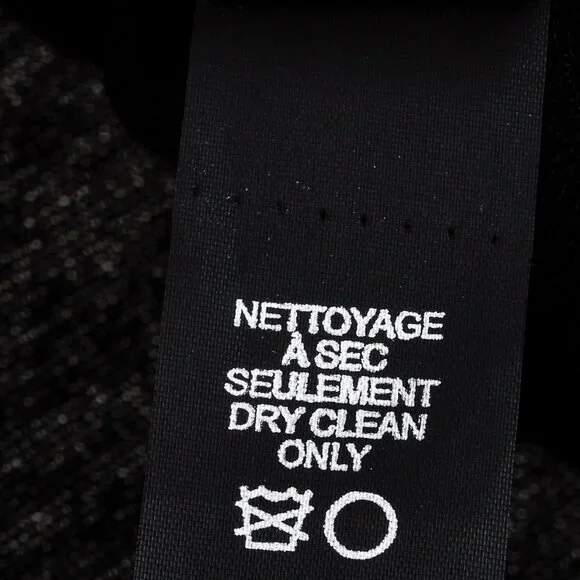 NETTOYAGE
À SEC
SEULEMENT
DRY CLEAN
ONLY